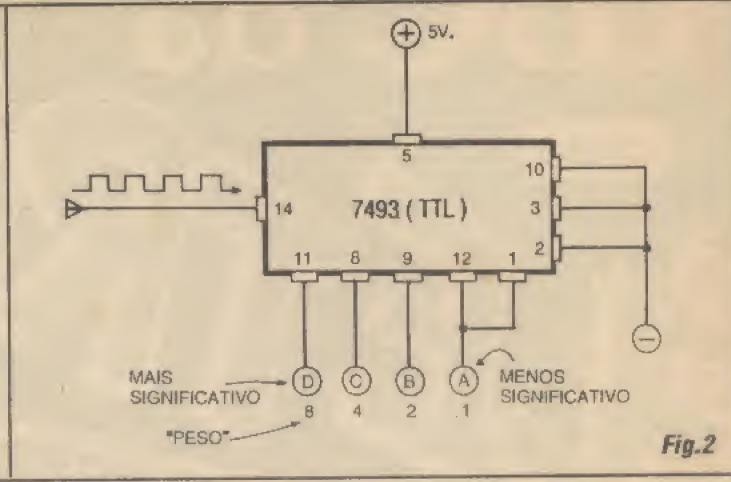 + 5V.
5
10
14 7493 ( TTL ) 3
2
11 8 9 12 1
MAIS D C B A MENOS
SIGNIFICATIVO SIGNIFICATIVO
8 4 2 1
"PESO"
Fig.2